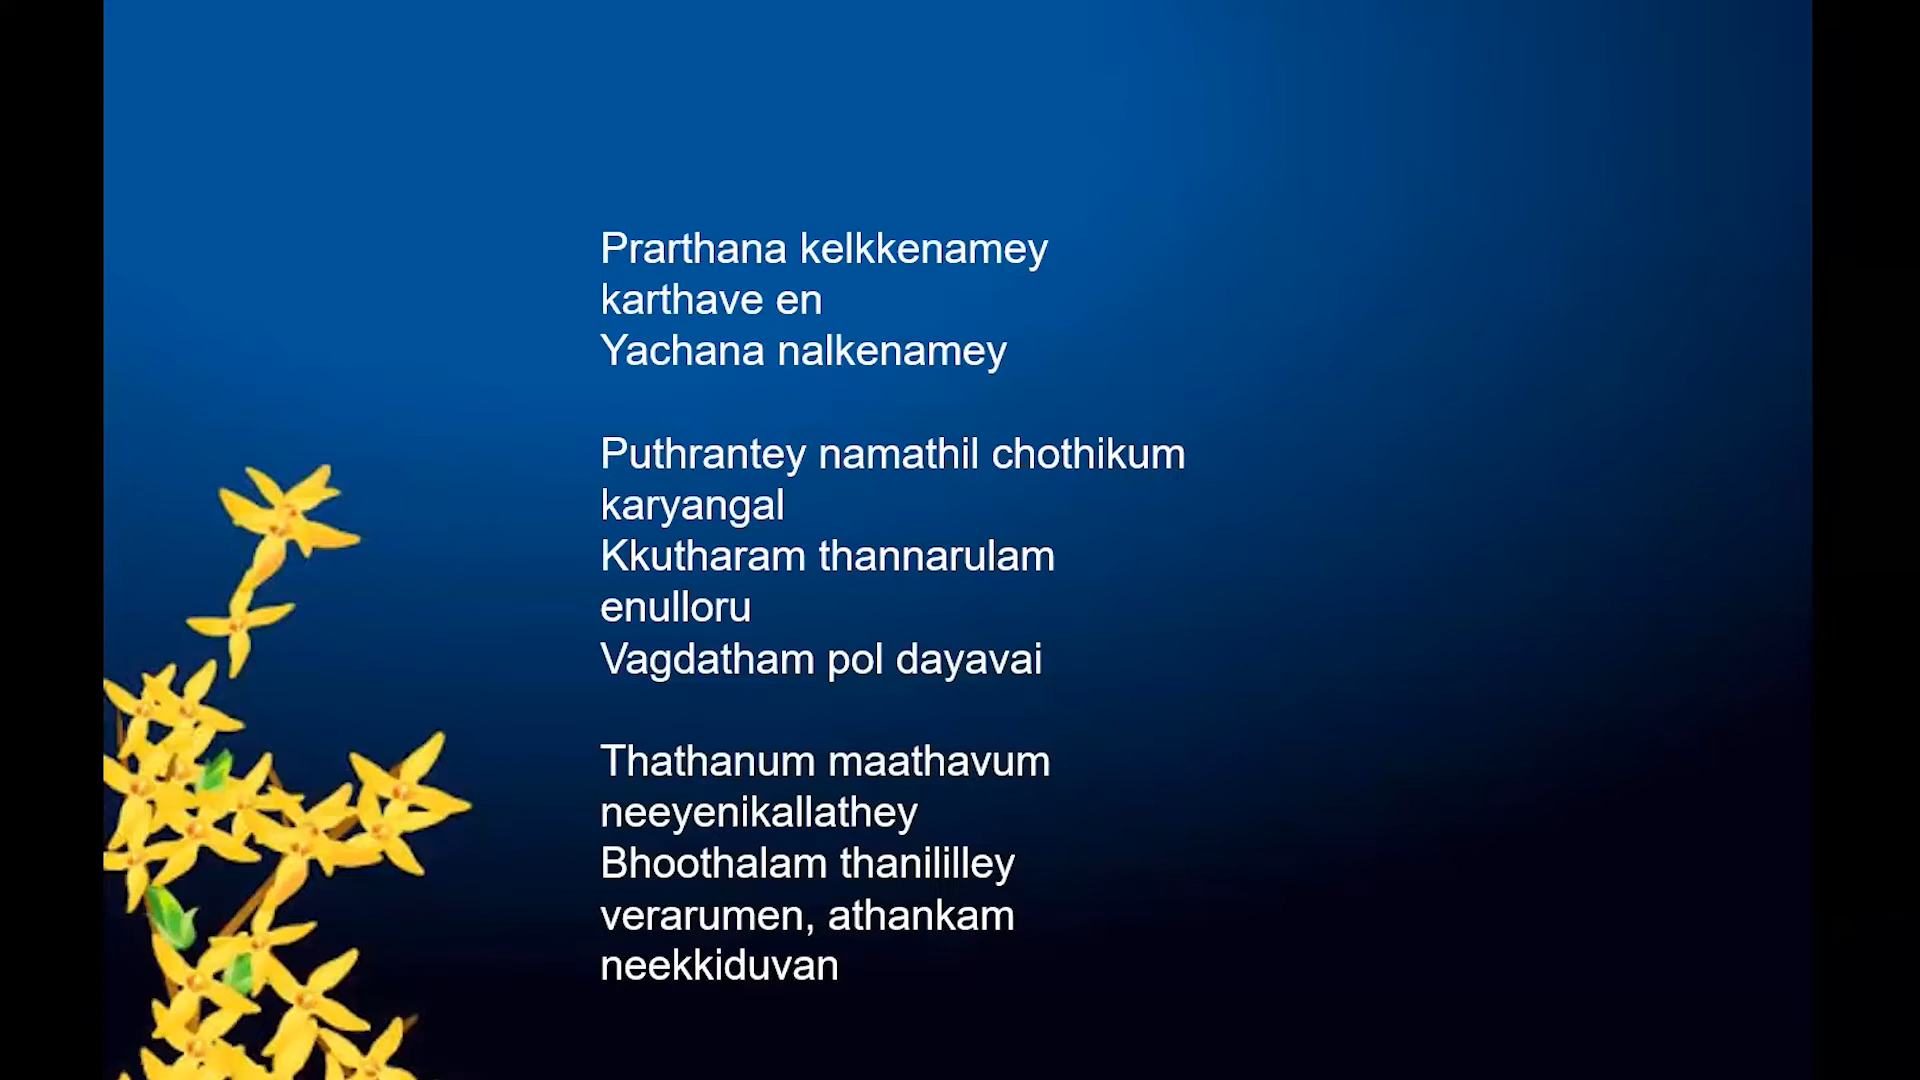 Prarthana kelkkenamey
karthave en
Yachana nalkenamey
Puthrantey namathil chothikum
karyangal
Kkutharam thannarulam
enulloru
Vagdatham pol dayavai
Thathanum maathavum
neeyenikallathey
Bhoothalam thanililley
verarumen, athankam
neekkiduvan